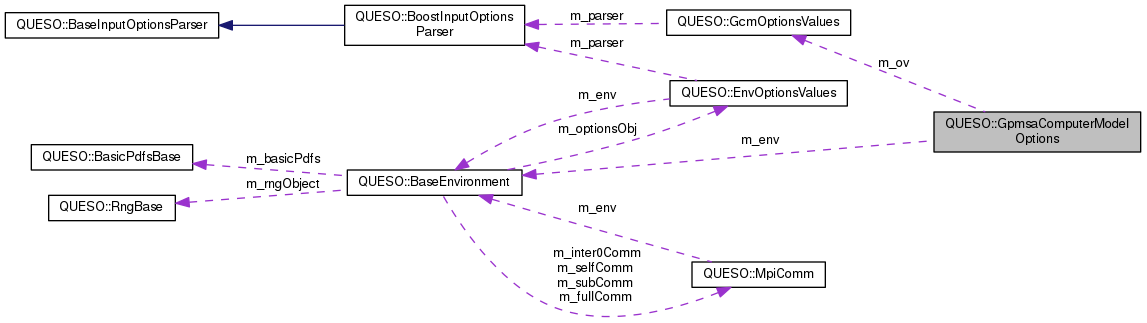 QUESO::BaseInputOptionsParser
QUESO::BoostInputOptions
Parser
m_parser
QUESO::GcmOptionsValues
m_parser
m_ov
m_env
QUESO::EnvOptionsValues
m_optionsObj
QUESO::GpmsaComputerModel
Options
m_env
QUESO::BasicPdfsBase
m_basicPdfs
m_rngObject
QUESO::BaseEnvironment
QUESO::RngBase
m_env
m_inter0Comm
m_selfComm
m_subComm
m_fullComm
QUESO::MpiComm